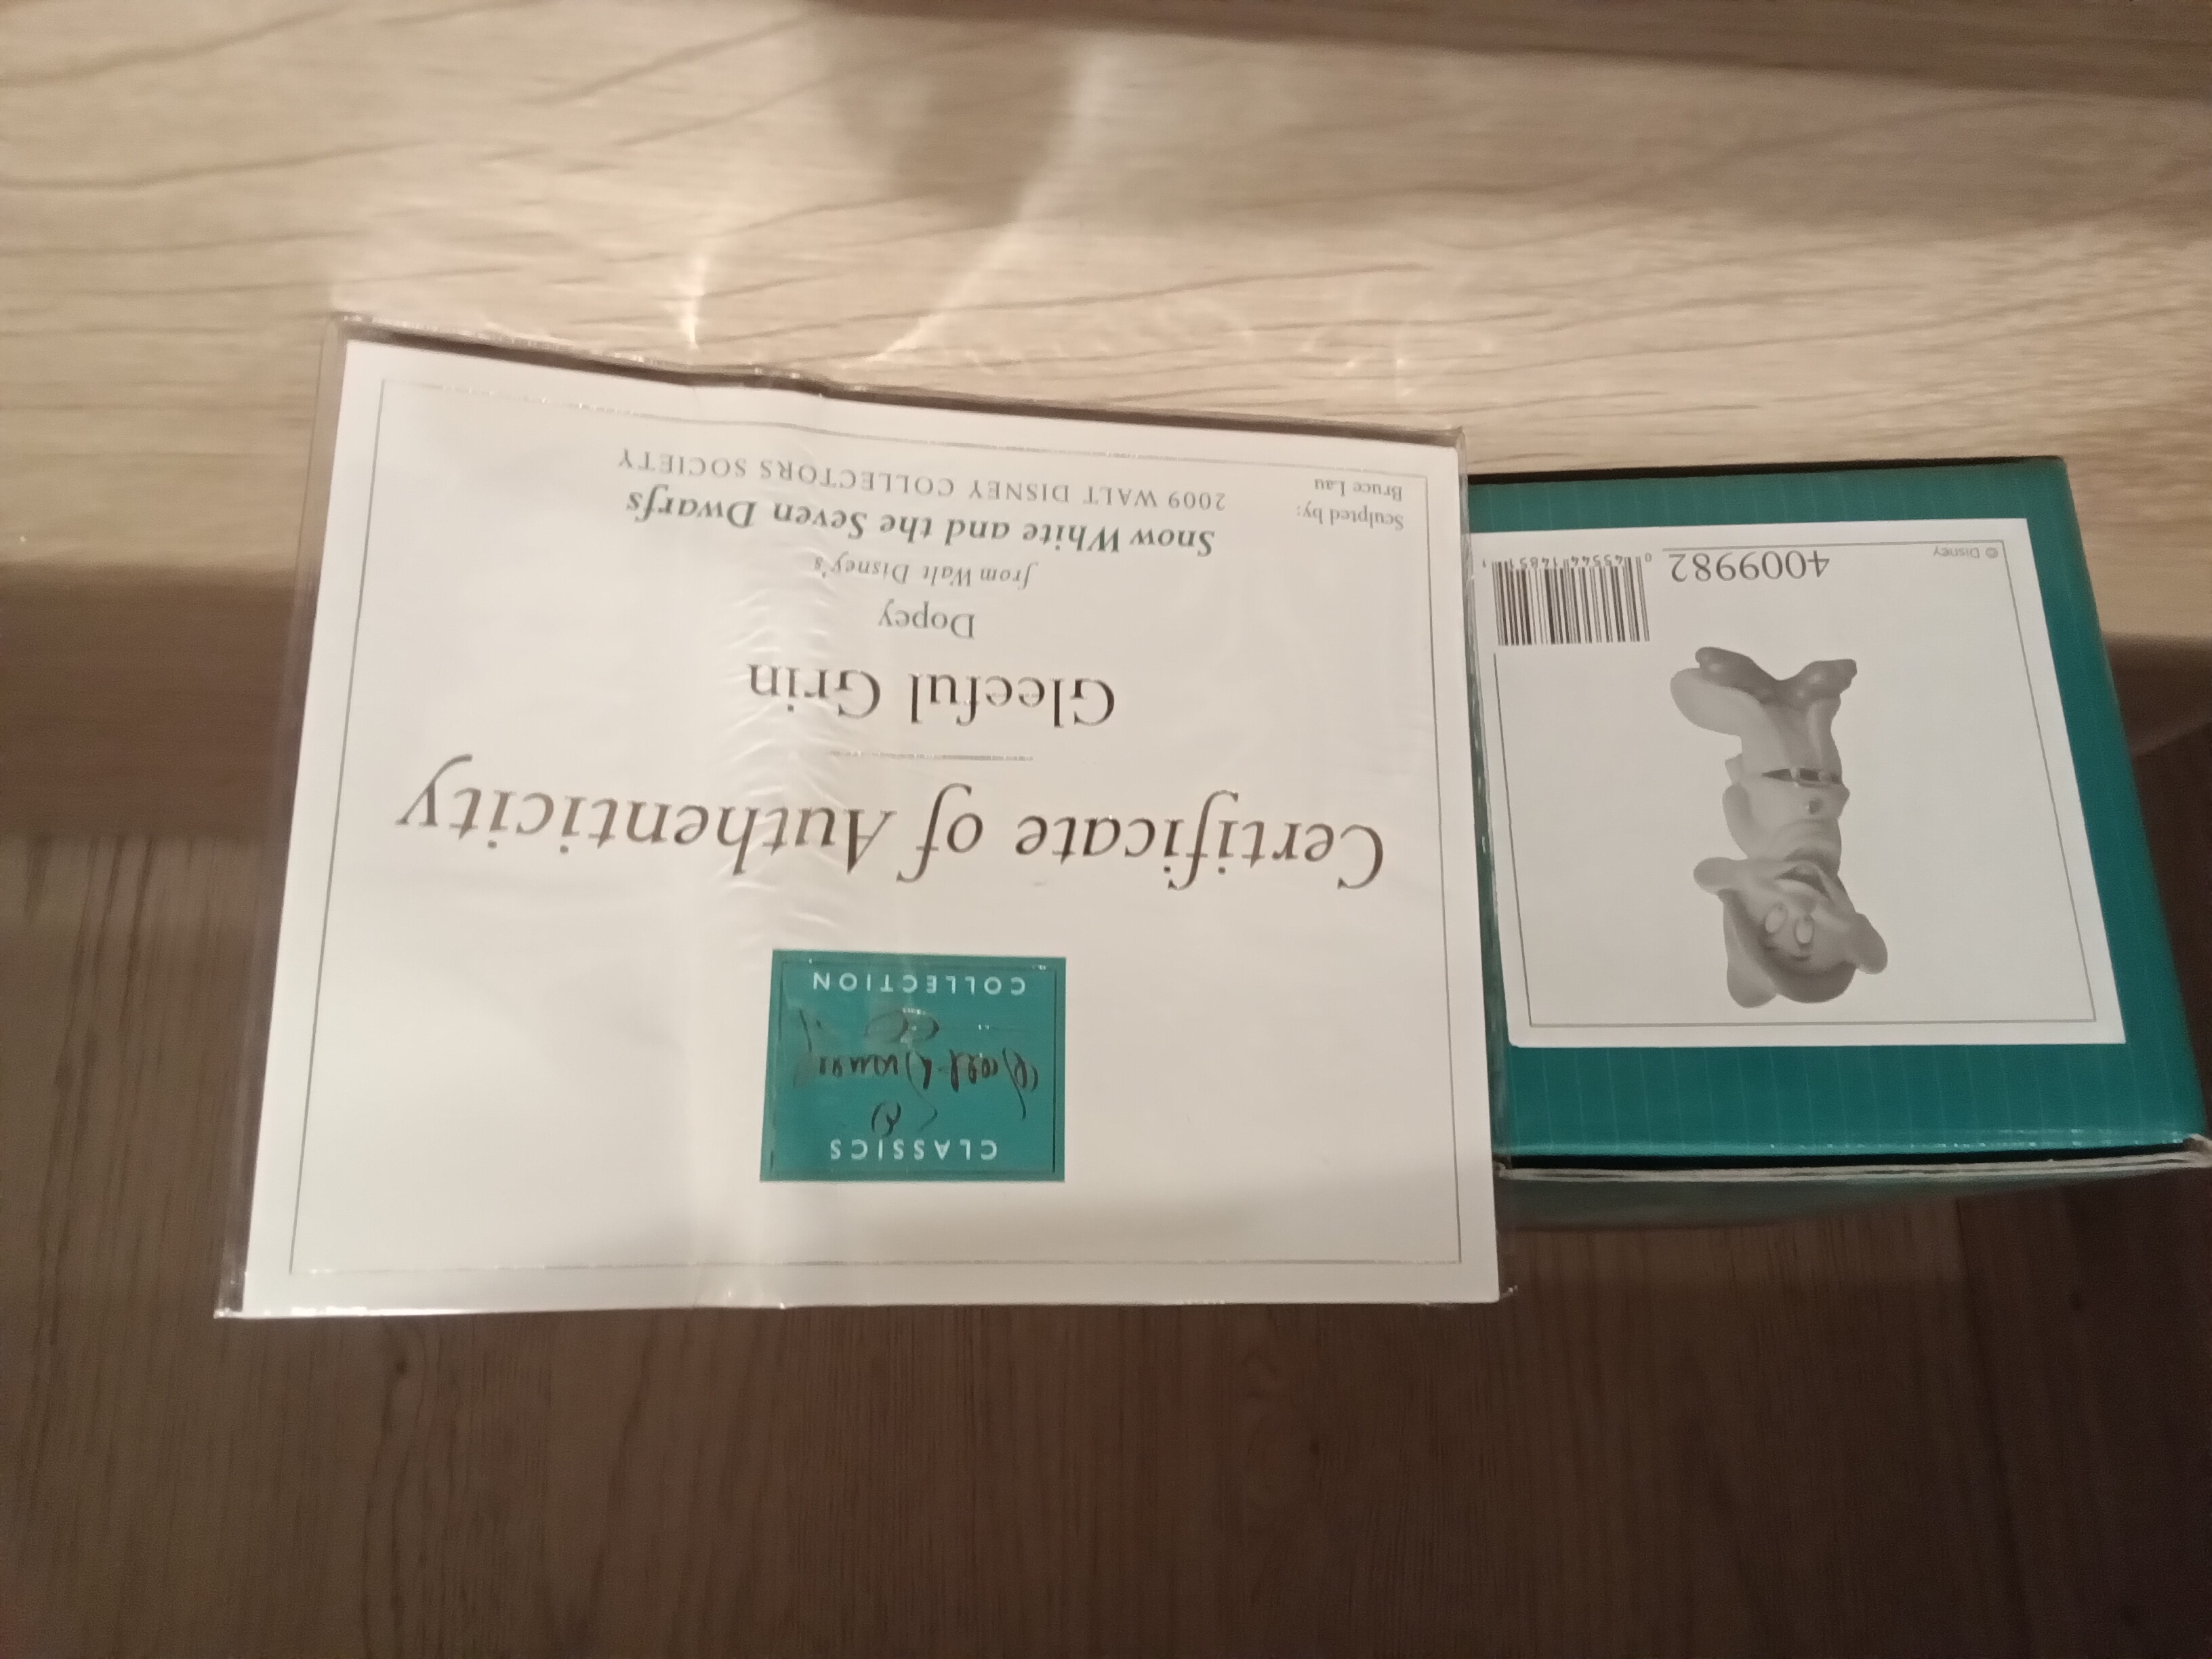 CLASSICS
Walt Disney
COLLECTION
Certificate of Authenticity
Gleeful Grin
Dopey
from Walt Disney's
Snow White and the Seven Dwarfs
2009 WALT DISNEY COLLECTORS SOCIETY
Sculpted by:
Bruce Lau
© Disney
4009982